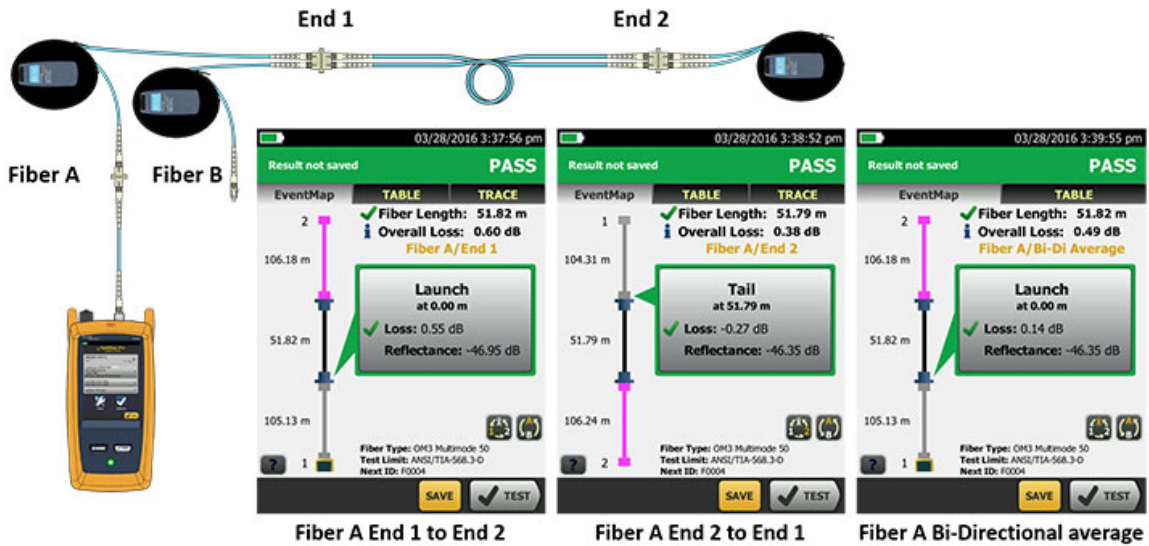 End 1
End 2
Fiber A
Fiber B
03/28/2016 3:37:56 pm
Result not saved
PASS
EventMap
TABLE
TRACE
Fiber Length: 51.82 m
Overall Loss: 0.60 dB
Fiber A/End 1
2
106.18 m
51.82 m
105.13 m
1
Launch
at 0.00 m
Loss: 0.55 dB
Reflectance: -46.95 dB
Fiber Type: OM3 Multimode 50
Test Limit: ANSI/TIA-568.3-D
Next ID: F0004
?
SAVE
TEST
Fiber A End 1 to End 2
03/28/2016 3:38:52 pm
Result not saved
PASS
EventMap
TABLE
TRACE
Fiber Length: 51.79 m
Overall Loss: 0.38 dB
Fiber A/End 2
1
104.31 m
51.79 m
106.24 m
2
Tail
at 51.79 m
Loss: -0.27 dB
Reflectance: -46.35 dB
Fiber Type: OM3 Multimode 50
Test Limit: ANSI/TIA-568.3-D
Next ID: F0004
?
SAVE
TEST
Fiber A End 2 to End 1
03/28/2016 3:39:55 pm
Result not saved
PASS
EventMap
TABLE
TRACE
Fiber Length: 51.82 m
Overall Loss: 0.49 dB
Fiber A/Bi-Di Average
2
106.18 m
51.82 m
105.13 m
1
Launch
at 0.00 m
Loss: 0.14 dB
Reflectance: -46.35 dB
Fiber Type: OM3 Multimode 50
Test Limit: ANSI/TIA-568.3-D
Next ID: F0004
?
SAVE
TEST
Fiber A Bi-Directional average